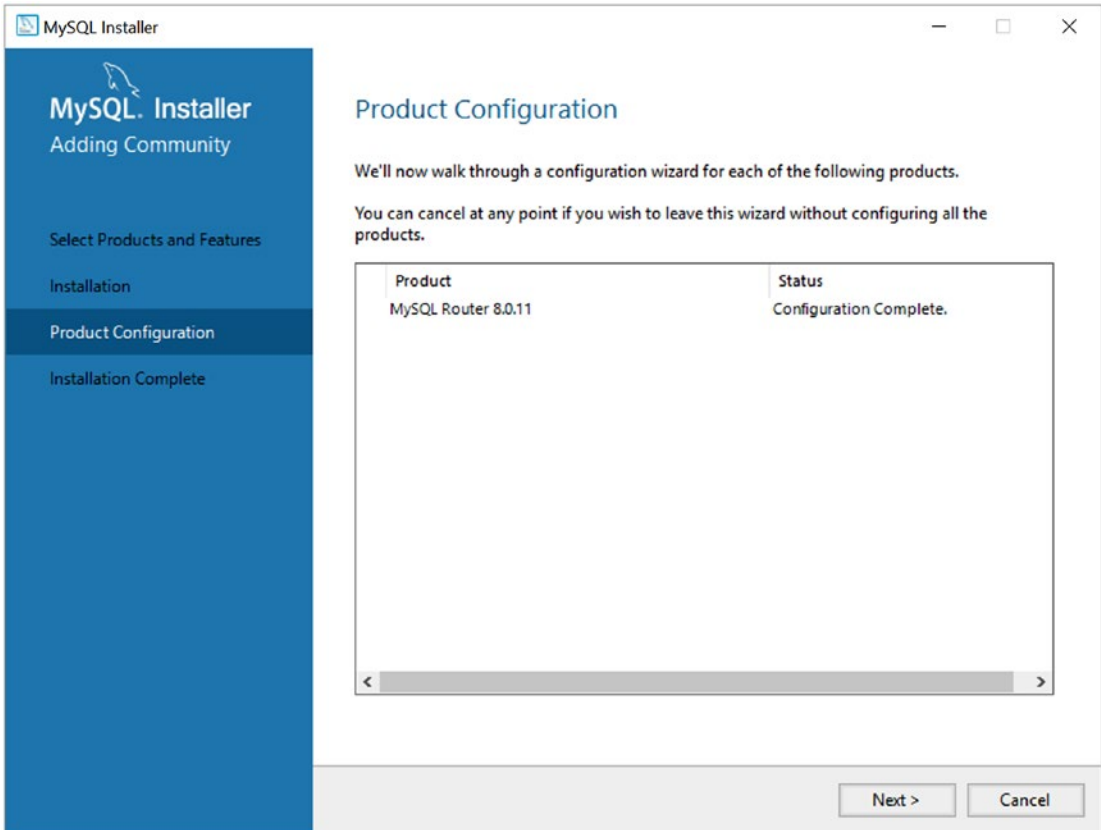 MySQL Installer
MySQL. Installer
Adding Community
Select Products and Features
Installation
Product Configuration
Installation Complete
Product Configuration
We'll now walk through a configuration wizard for each of the following products.
You can cancel at any point if you wish to leave this wizard without configuring all the
products.
Product Status
MySQL Router 8.0.11 Configuration Complete.
Next > Cancel